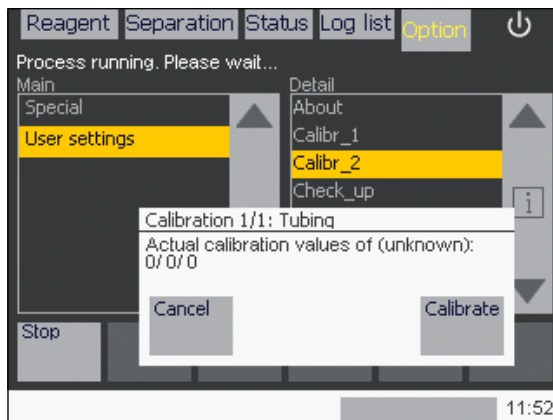 Reagent Separation Status Log list Option
Process running. Please wait...
Main Detail
Special About
User settings Calibr_1
Calibr_2
Check_up
i
Calibration 1/1: Tubing
Actual calibration values of (unknown):
0/0/0
Cancel Calibrate
Stop
11:52